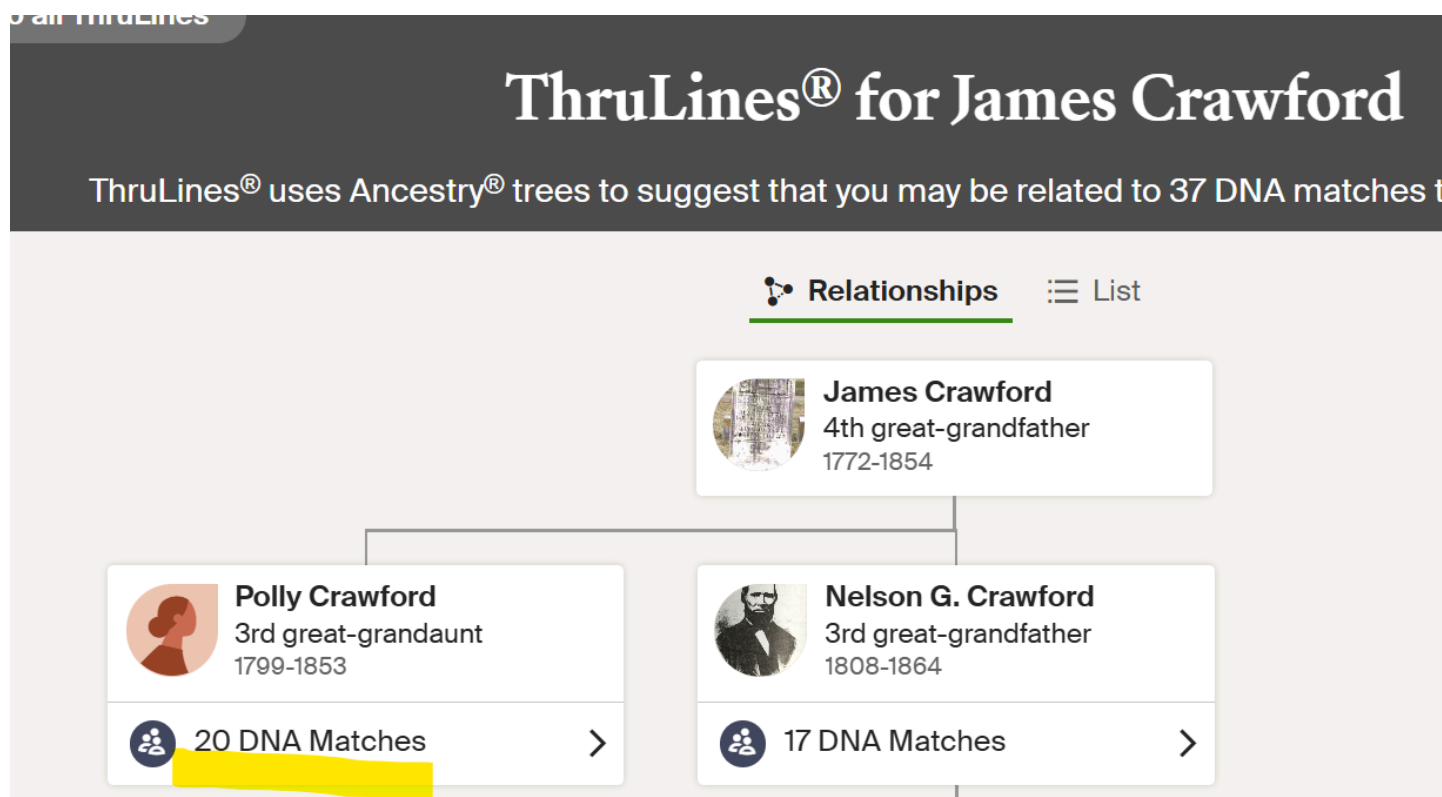 o all ThruLines
ThruLines® for James Crawford
ThruLines® uses Ancestry® trees to suggest that you may be related to 37 DNA matches t
Relationships
List
James Crawford
4th great-grandfather
1772-1854
Polly Crawford
3rd great-grandaunt
1799-1853
20 DNA Matches
Nelson G. Crawford
3rd great-grandfather
1808-1864
17 DNA Matches